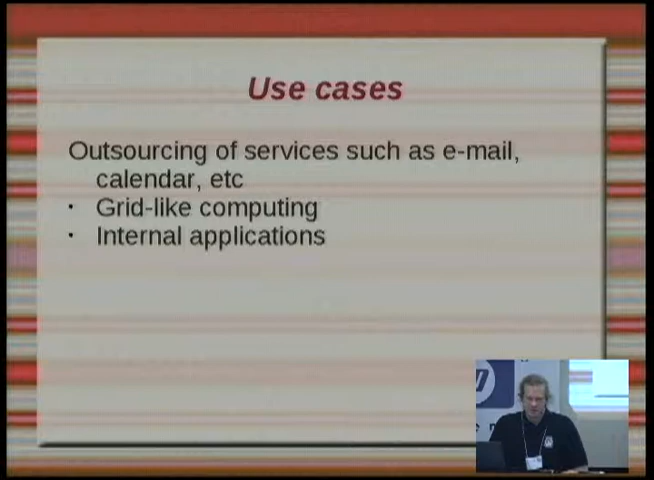 Use cases
Outsourcing of services such as e-mail,
calendar, etc
• Grid-like computing
• Internal applications